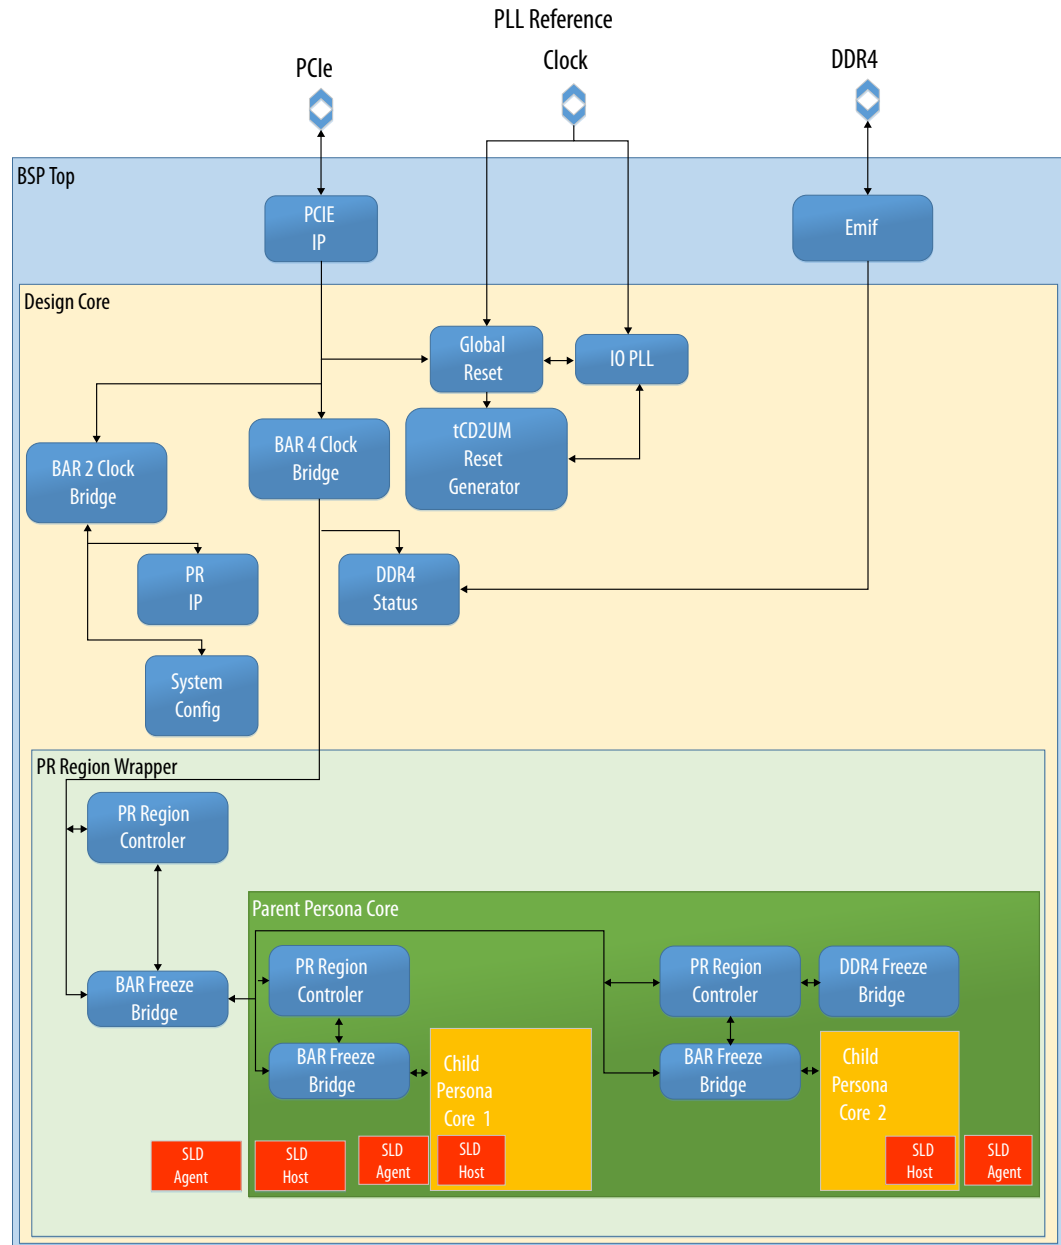 PLL Reference
Clock
PCIe
DDR4
BSP Top
PCIE
IP
Emif
Design Core
Global
Reset
IO PLL
BAR 2 Clock
Bridge
BAR 4 Clock
Bridge
tCD2UM
Reset
Generator
PR
IP
DDR4
Status
System
Config
PR Region Wrapper
PR Region
Controler
BAR Freeze
Bridge
Parent Persona Core
PR Region
Controler
BAR Freeze
Bridge
Child
Persona
Core 1
PR Region
Controler
DDR4 Freeze
Bridge
BAR Freeze
Bridge
Child
Persona
Core 2
SLD
Agent
SLD
Host
SLD
Agent
SLD
Host
SLD
Host
SLD
Agent